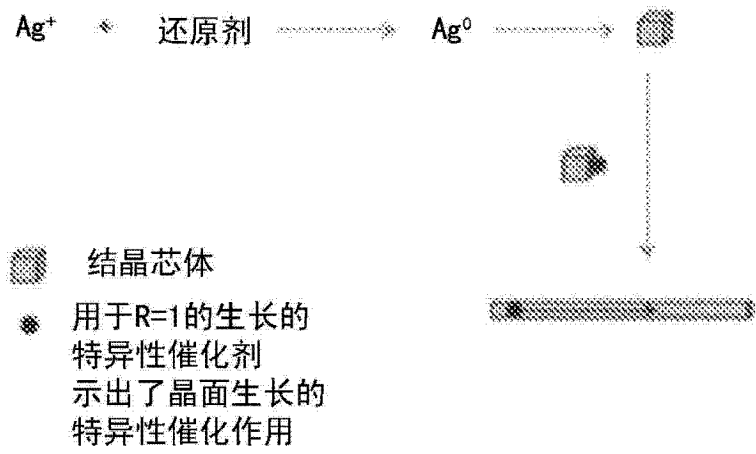 Ag⁺ + 还原剂 Ag⁰
结晶芯体
用于R=1的生长的
特异性催化剂
示出了晶面生长的
特异性催化作用